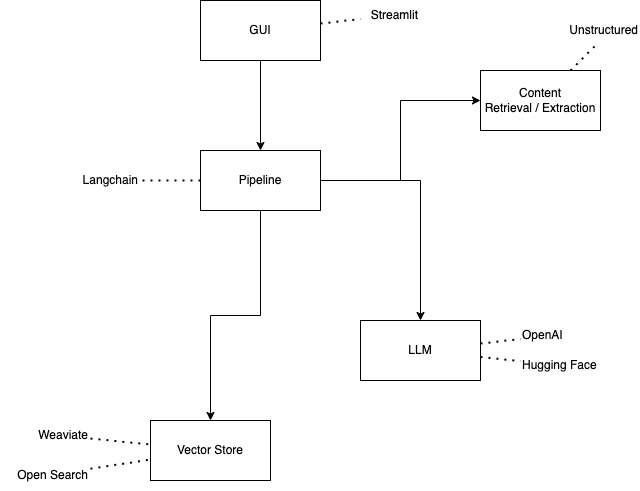 GUI
Streamlit
Unstructured
Content
Retrieval / Extraction
Langchain
Pipeline
LLM
OpenAI
Hugging Face
Weaviate
Vector Store
Open Search